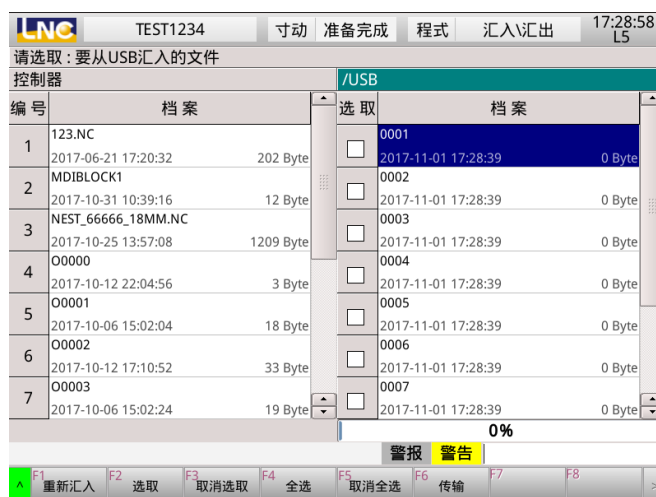 LNC TEST1234 寸动 准备完成 程式 汇入\汇出 17:28:58
L5
请选取 : 要从USB汇入的文件
控制器 /USB
编号 档案 选取 档案
1 123.NC 0001
2017-06-21 17:20:32 202 Byte 2017-11-01 17:28:39 0 Byte
2 MDIBLOCK1 0002
2017-10-31 10:39:16 12 Byte 2017-11-01 17:28:39 0 Byte
3 NEST_66666_18MM.NC 0003
2017-10-25 13:57:08 1209 Byte 2017-11-01 17:28:39 0 Byte
4 O0000 0004
2017-10-12 22:04:56 3 Byte 2017-11-01 17:28:39 0 Byte
5 O0001 0005
2017-10-06 15:02:04 18 Byte 2017-11-01 17:28:39 0 Byte
6 O0002 0006
2017-10-12 17:10:52 33 Byte 2017-11-01 17:28:39 0 Byte
7 O0003 0007
2017-10-06 15:02:24 19 Byte 2017-11-01 17:28:39 0 Byte
0%
警报 警告
^ F1 重新汇入 F2 选取 F3 取消选取 F4 全选 F5 取消全选 F6 传输 F7 F8 >